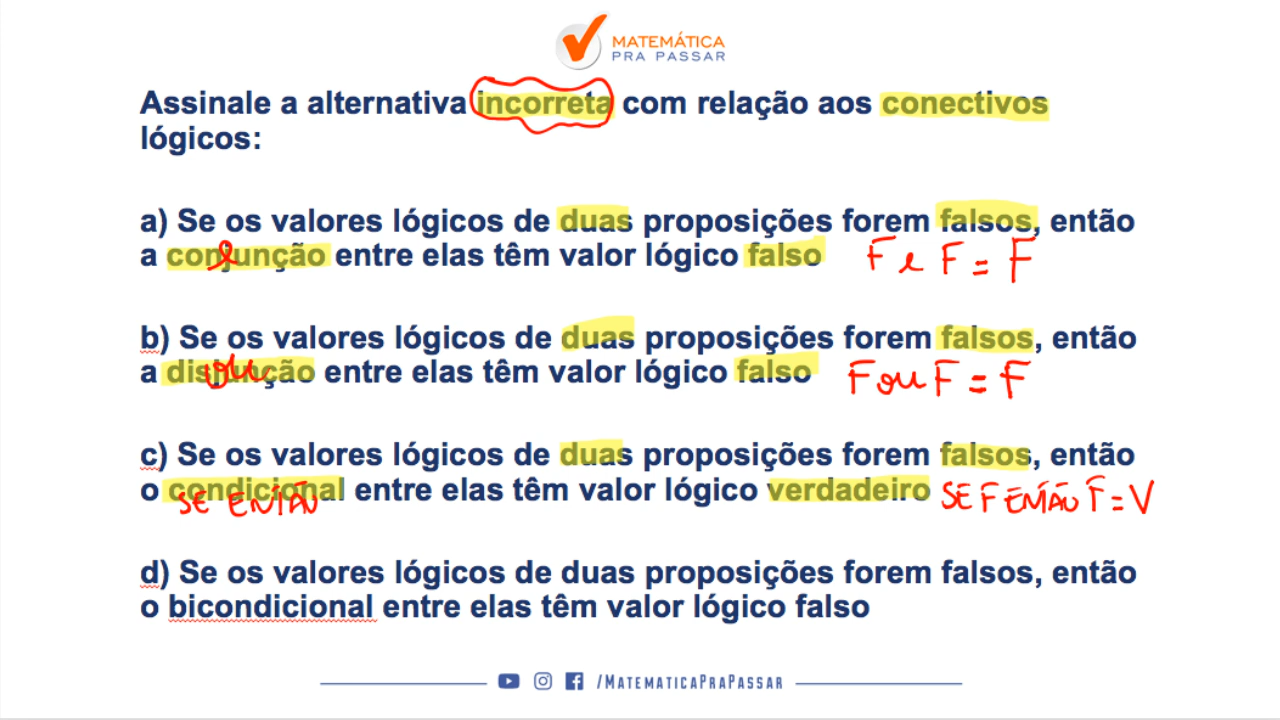 MATEMÁTICA
PRA PASSAR
Assinale a alternativa incorreta com relação aos conectivos
lógicos:
a) Se os valores lógicos de duas proposições forem falsos, então
a conjunção entre elas têm valor lógico falso F e F = F
e
b) Se os valores lógicos de duas proposições forem falsos, então
a disjunção entre elas têm valor lógico falso F ou F = F
ou
c) Se os valores lógicos de duas proposições forem falsos, então
o condicional entre elas têm valor lógico verdadeiro SE F ENTÃO F = V
SE ENTÃO
d) Se os valores lógicos de duas proposições forem falsos, então
o bicondicional entre elas têm valor lógico falso
/MATEMATICAPRAPASSAR